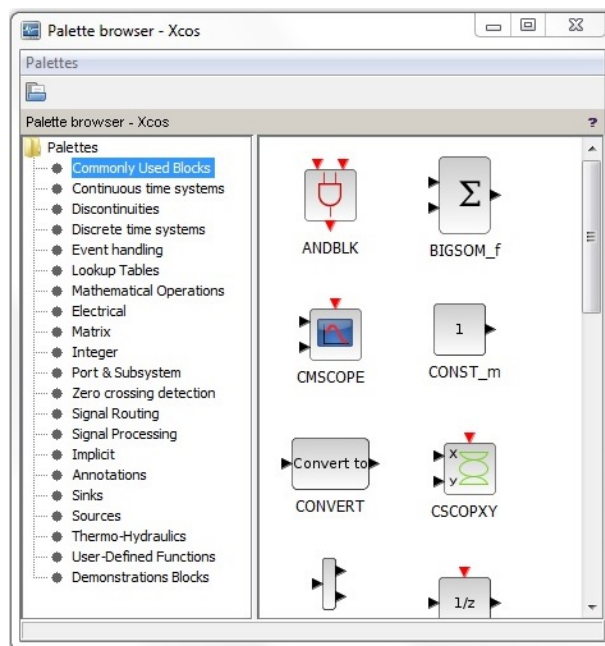 Palette browser - Xcos
Palettes
Palette browser - Xcos ?
Palettes
Commonly Used Blocks
Continuous time systems
Discontinuities
Discrete time systems
Event handling
Lookup Tables
Mathematical Operations
Electrical
Matrix
Integer
Port & Subsystem
Zero crossing detection
Signal Routing
Signal Processing
Implicit
Annotations
Sinks
Sources
Thermo-Hydraulics
User-Defined Functions
Demonstrations Blocks
Σ
ANDBLK
BIGSOM_f
1
CMSCOPE
CONST_m
Convert to
x
y
CONVERT
CSCOPXY
1/z